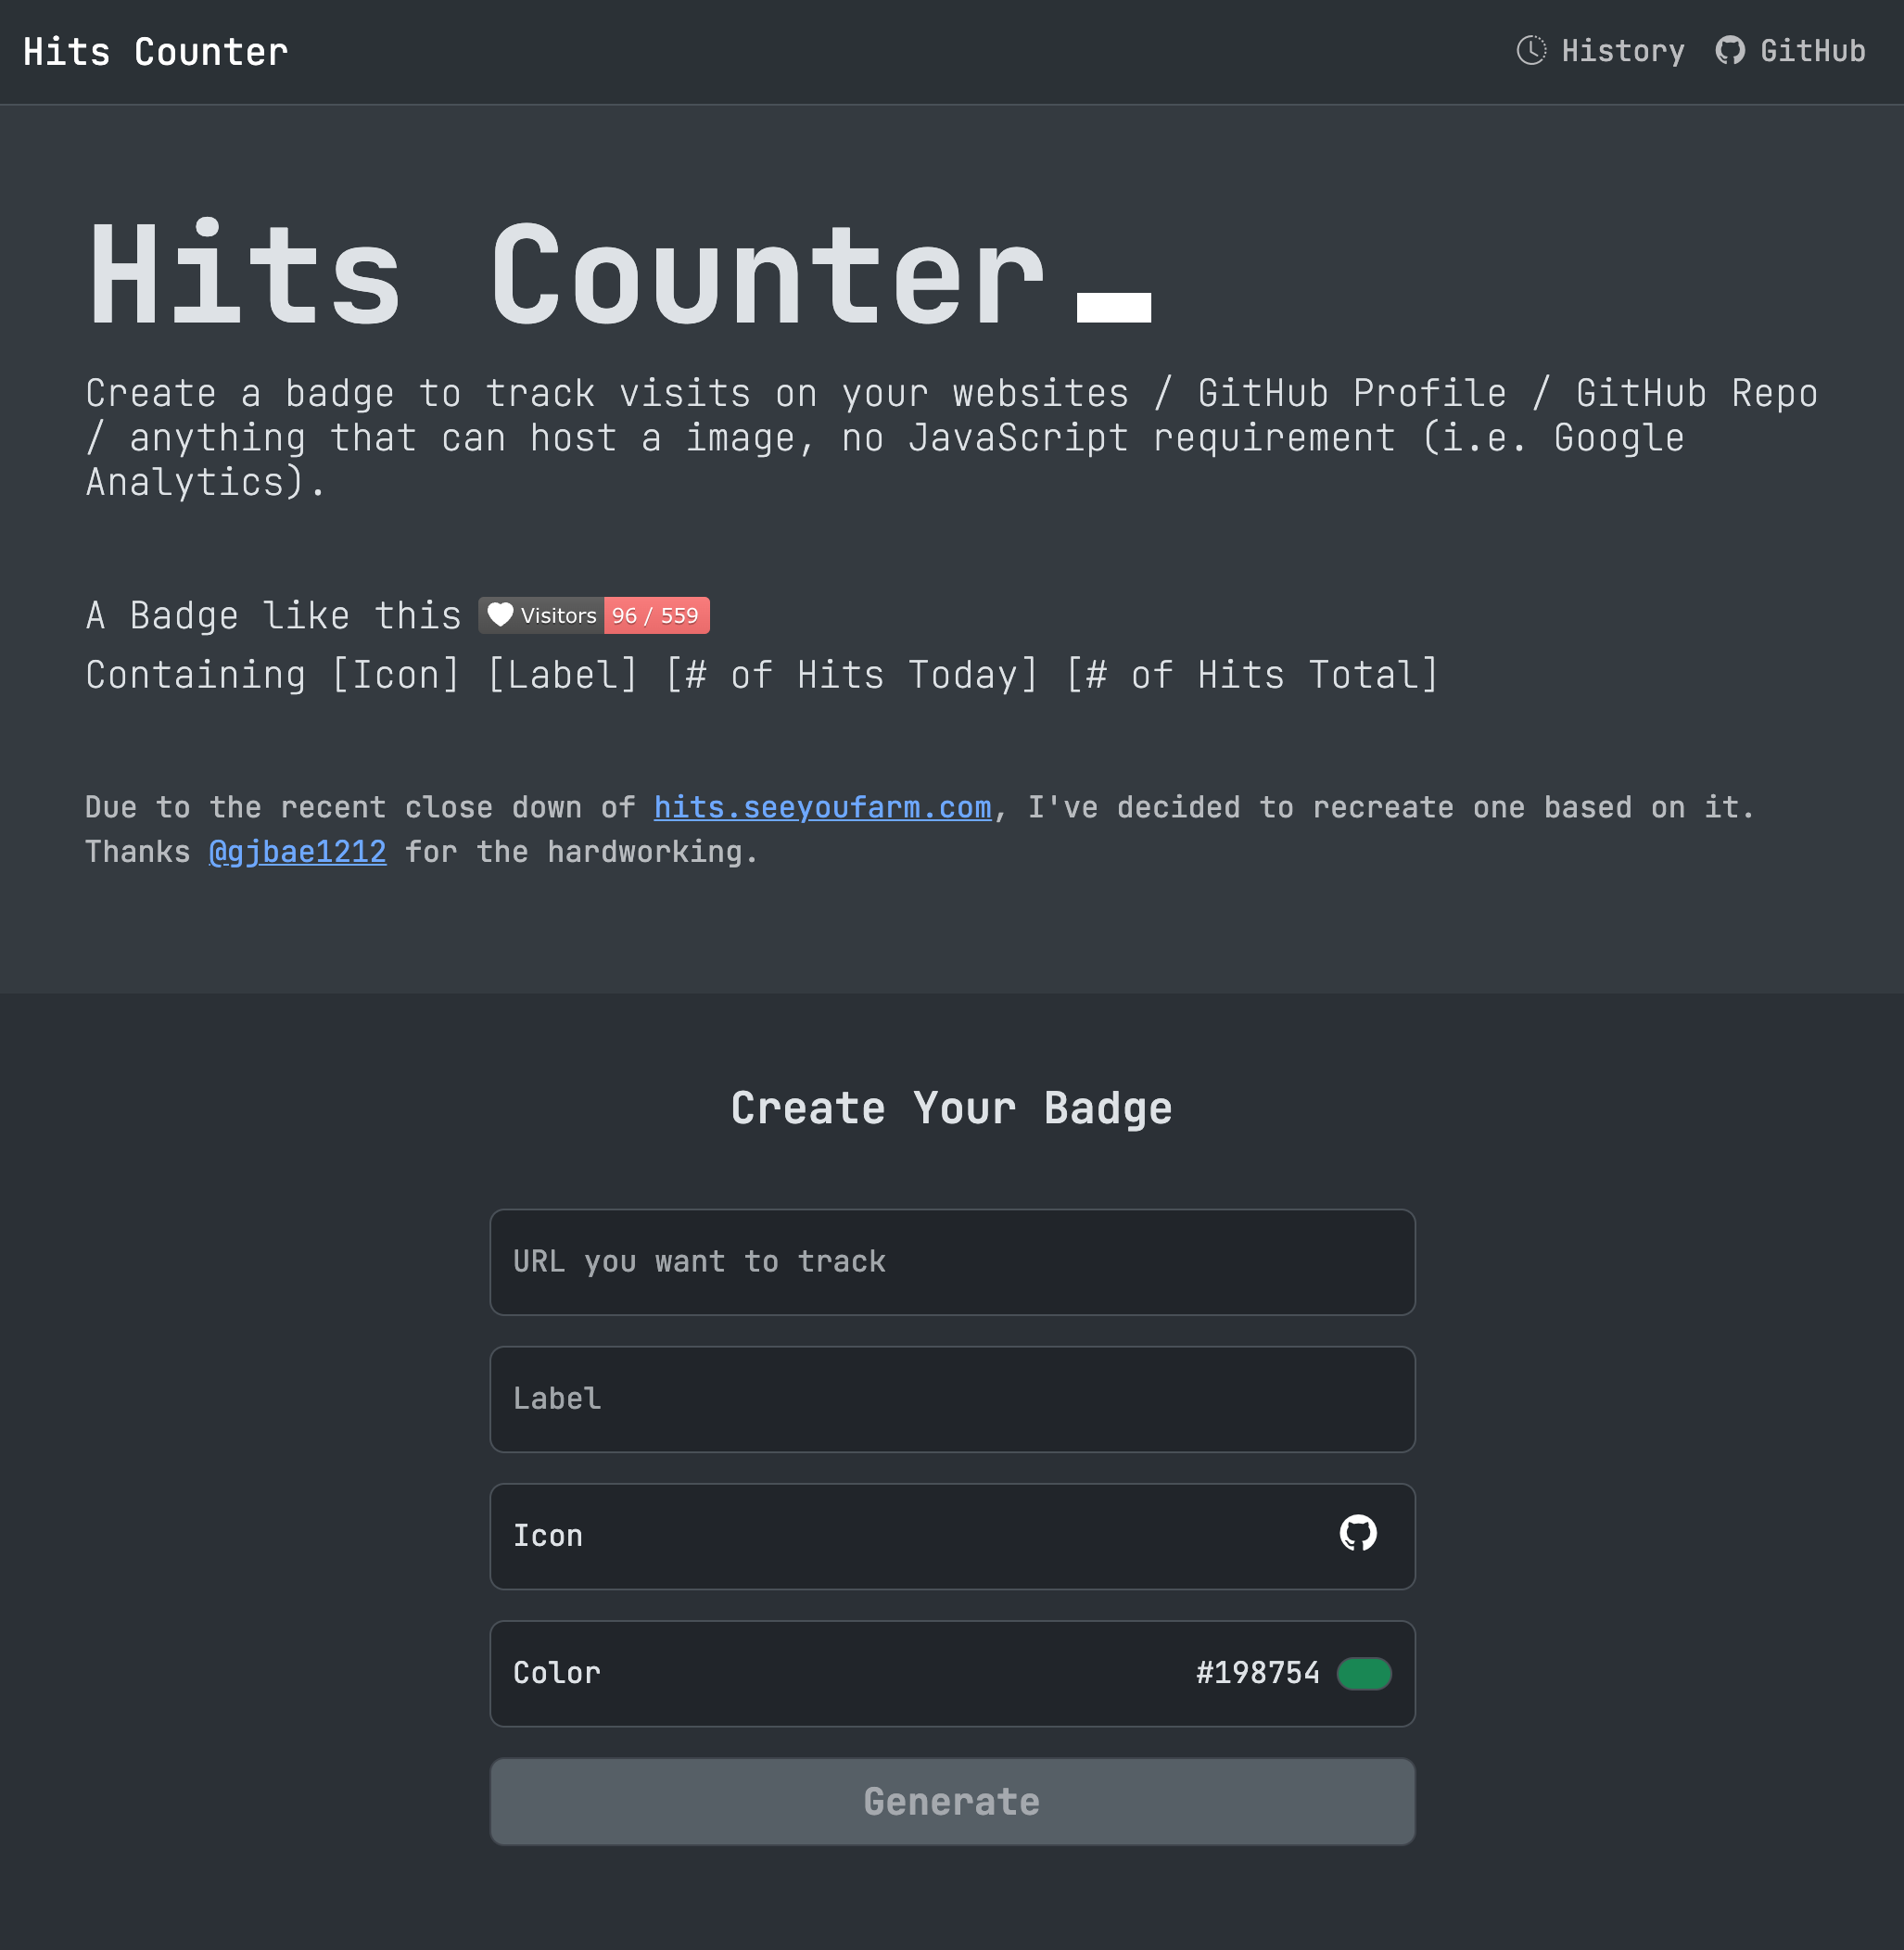 Hits Counter
History
GitHub
Hits Counter
Create a badge to track visits on your websites / GitHub Profile / GitHub Repo
/ anything that can host a image, no JavaScript requirement (i.e. Google
Analytics).
A Badge like this Visitors 96 / 559
Containing [Icon] [Label] [# of Hits Today] [# of Hits Total]
Due to the recent close down of hits.seeyoufarm.com, I've decided to recreate one based on it.
Thanks @gjbae1212 for the hardworking.
Create Your Badge
URL you want to track
Label
Icon
Color #198754
Generate